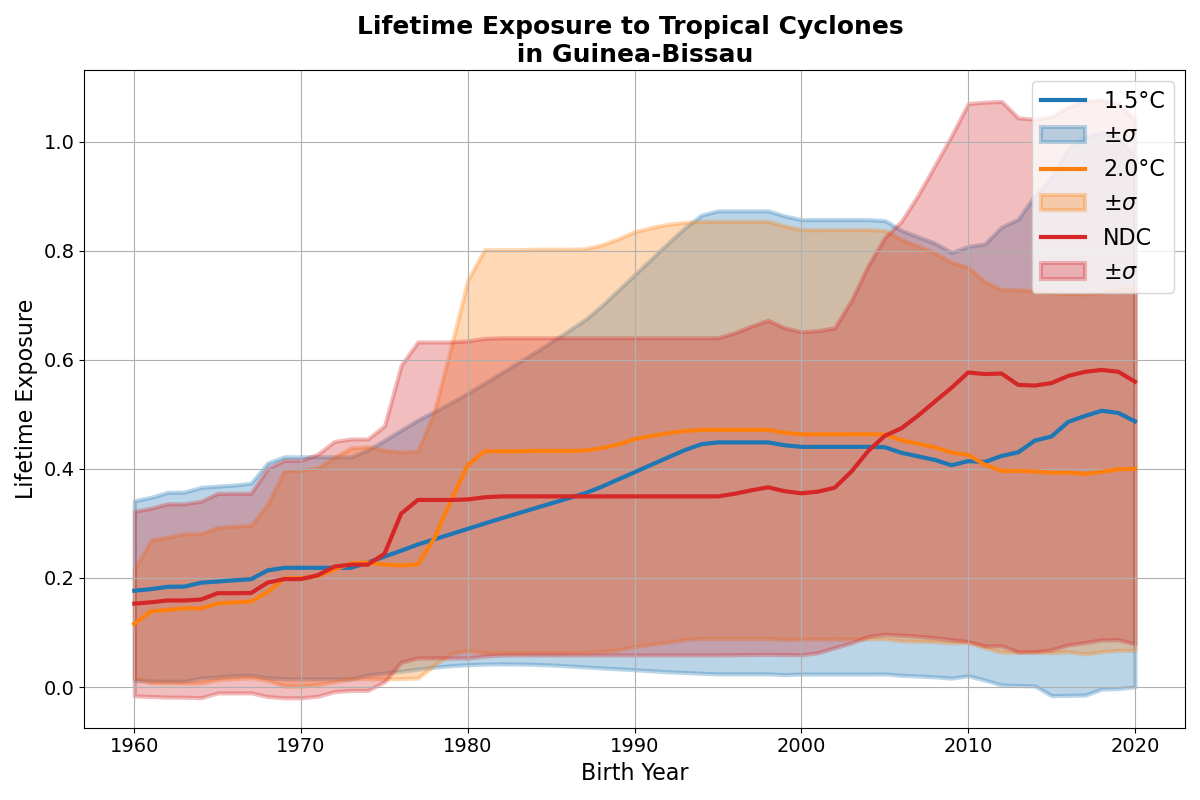 Lifetime Exposure to Tropical Cyclones
in Guinea-Bissau
1.5°C
±σ
2.0°C
±σ
NDC
±σ
Lifetime Exposure
1.0
0.8
0.6
0.4
0.2
0.0
1960 1970 1980 1990 2000 2010 2020
Birth Year